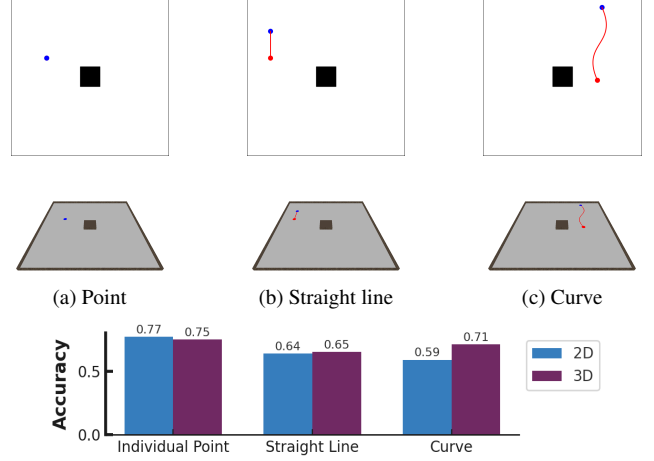 (a) Point
(b) Straight line
(c) Curve
0.77
0.75
0.64
0.65
0.59
0.71
2D
3D
Accuracy
0.5
0.0
Individual Point
Straight Line
Curve